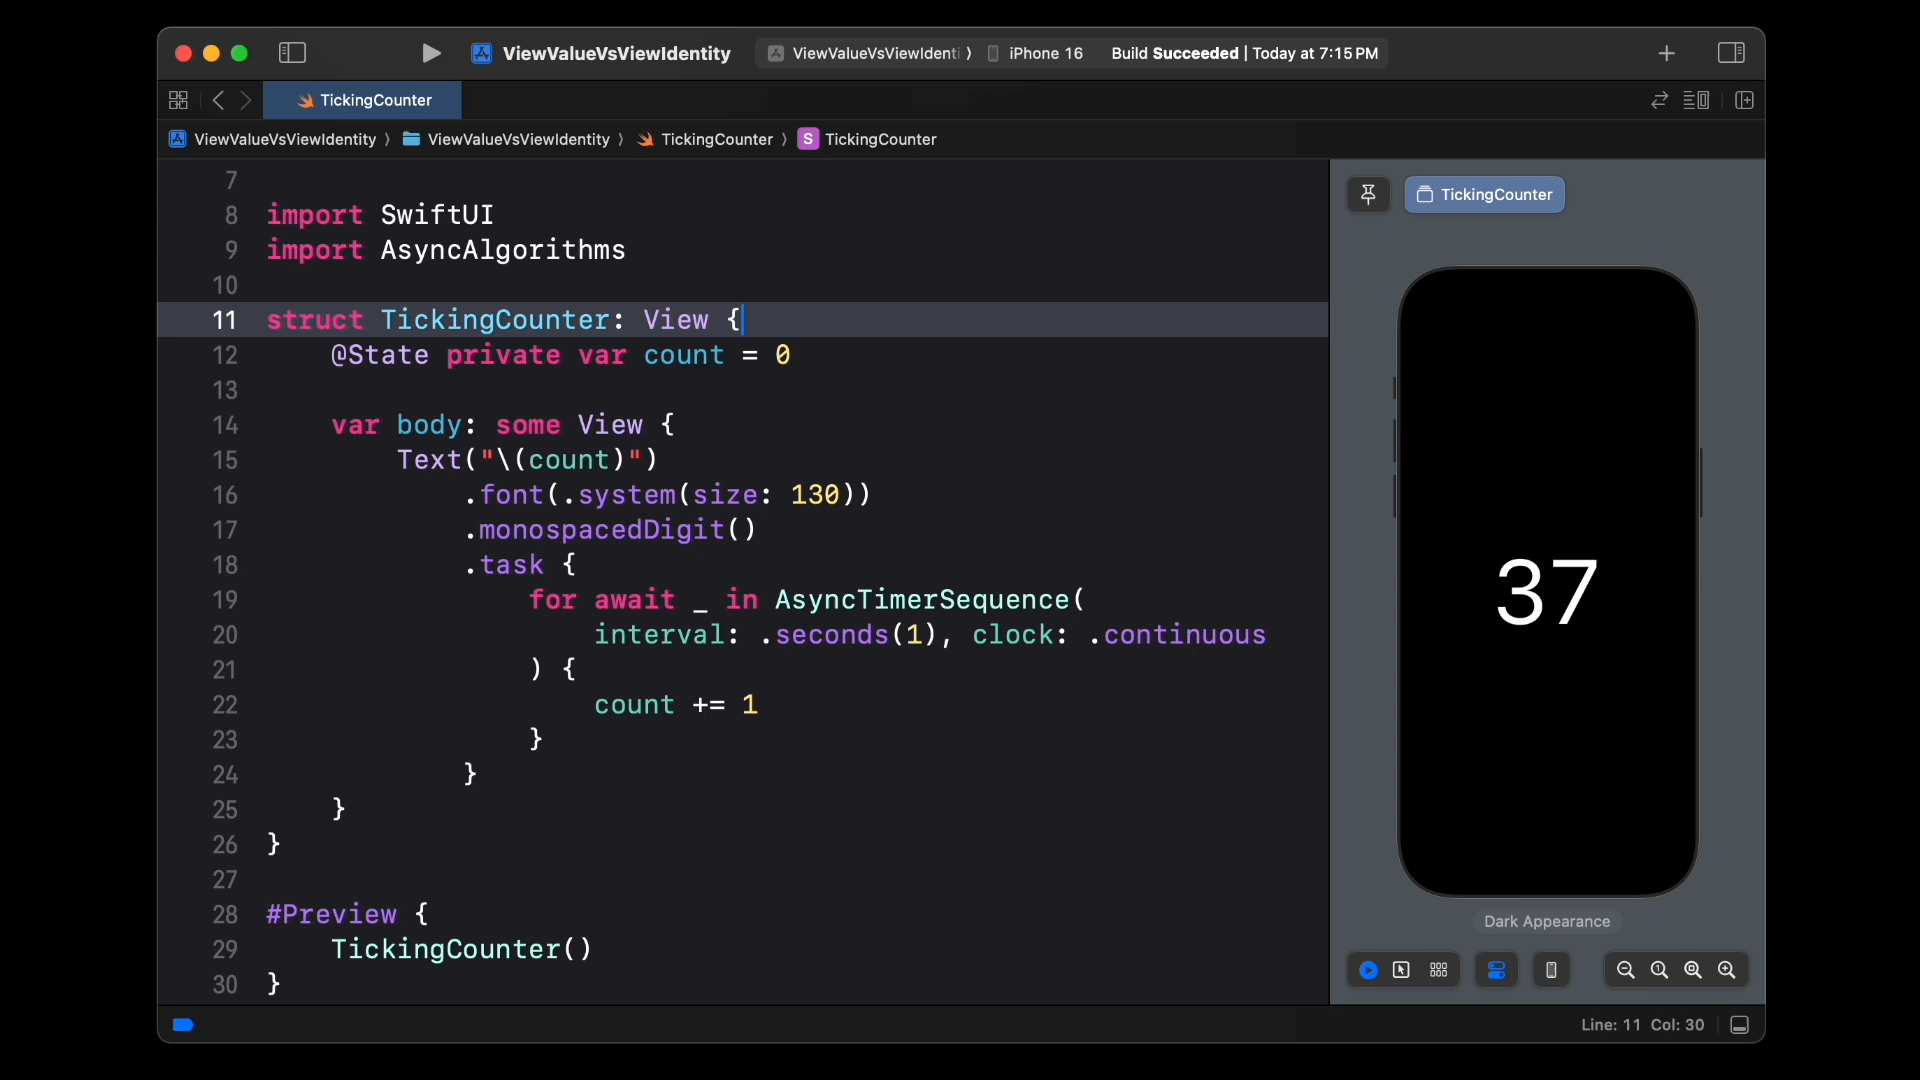 ViewValueVsViewIdentity
ViewValueVsViewIdenti 〉 iPhone 16
Build Succeeded | Today at 7:15 PM
TickingCounter
ViewValueVsViewIdentity 〉 ViewValueVsViewIdentity 〉 TickingCounter 〉 S TickingCounter
7
8 import SwiftUI
9 import AsyncAlgorithms
10
11 struct TickingCounter: View {
12     @State private var count = 0
13
14     var body: some View {
15         Text("\(count)")
16             .font(.system(size: 130))
17             .monospacedDigit()
18             .task {
19                 for await _ in AsyncTimerSequence(
20                     interval: .seconds(1), clock: .continuous
21                 ) {
22                     count += 1
23                 }
24             }
25     }
26 }
27
28 #Preview {
29     TickingCounter()
30 }
TickingCounter
37
Dark Appearance
Line: 11 Col: 30